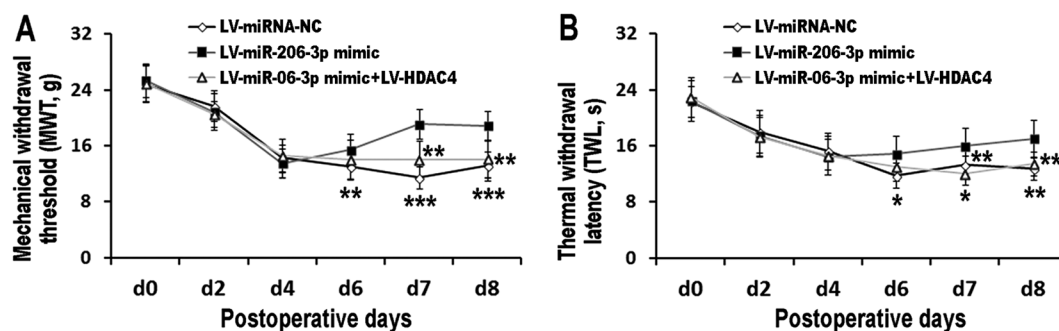 A
LV-miRNA-NC
LV-miR-206-3p mimic
LV-miR-06-3p mimic+LV-HDAC4
Mechanical withdrawal
threshold (MWT, g)
32
24
16
8
0
**
**
**
***
***
d0 d2 d4 d6 d7 d8
Postoperative days
B
LV-miRNA-NC
LV-miR-206-3p mimic
LV-miR-06-3p mimic+LV-HDAC4
Thermal withdrawal
latency (TWL, s)
32
24
16
8
0
**
**
*
*
**
d0 d2 d4 d6 d7 d8
Postoperative days